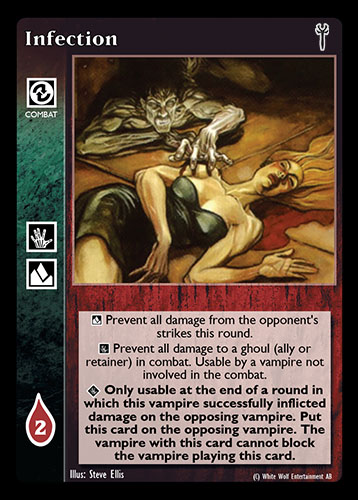 Infection
COMBAT
Prevent all damage from the opponent's
strikes this round.
Prevent all damage to a ghoul (ally or
retainer) in combat. Usable by a vampire not
involved in the combat.
Only usable at the end of a round in
which this vampire successfully inflicted
damage on the opposing vampire. Put
this card on the opposing vampire. The
vampire with this card cannot block
the vampire playing this card.
2
Illus: Steve Ellis
(C) White Wolf Entertainment AB